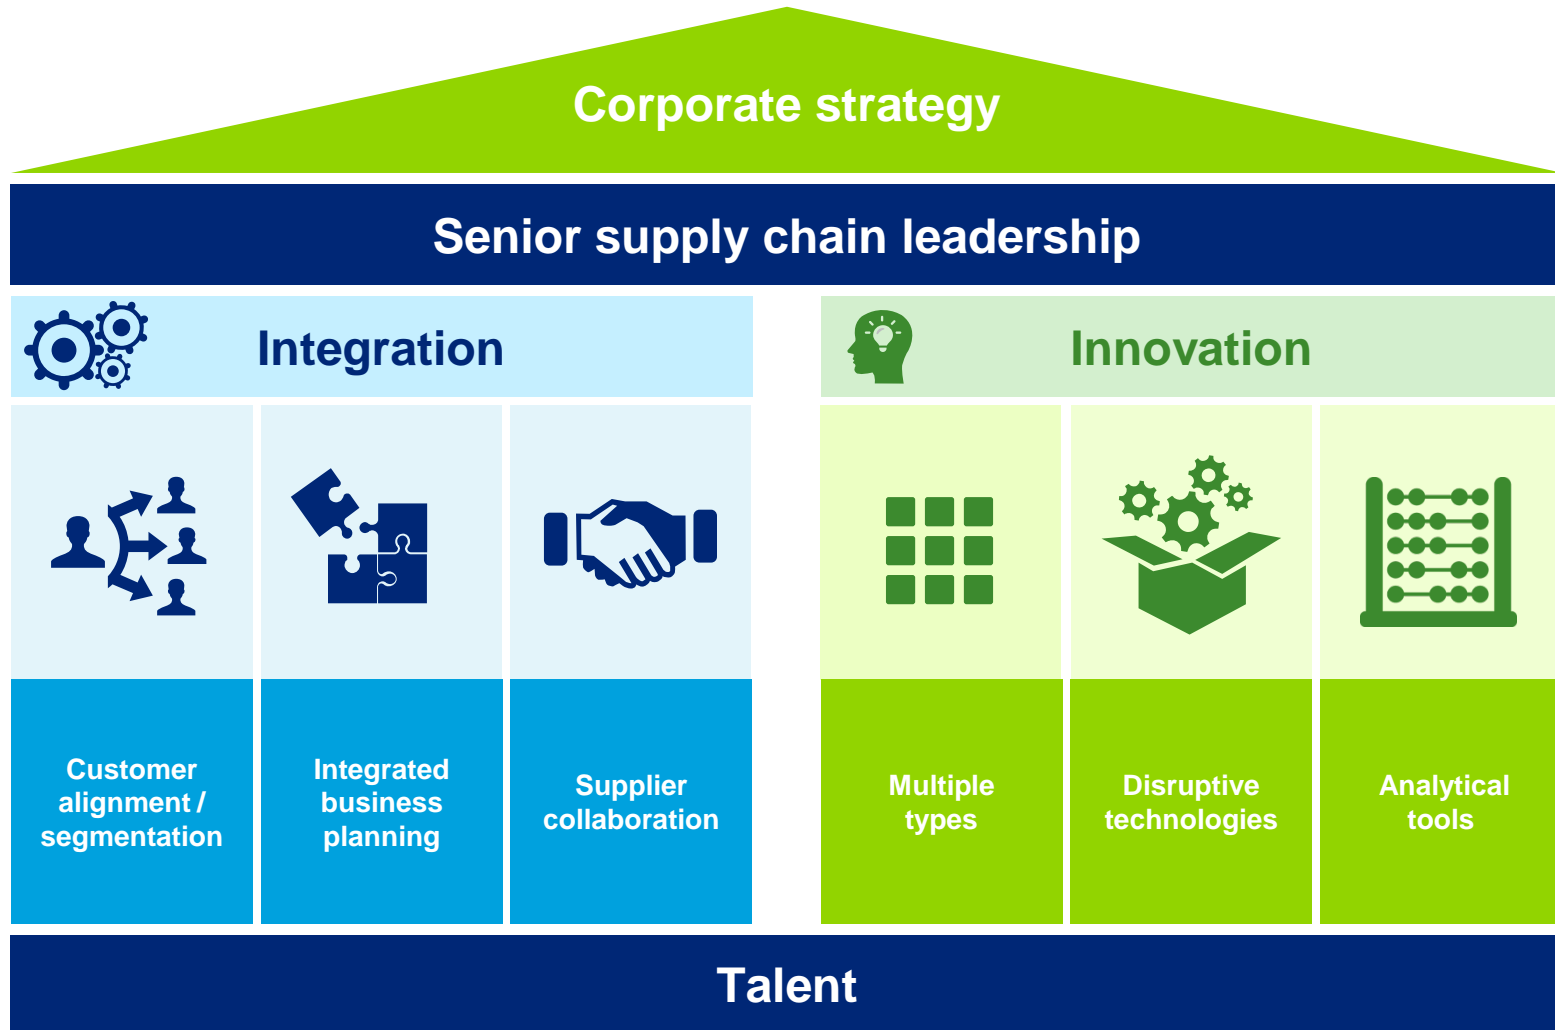 Corporate strategy
Senior supply chain leadership
Integration
Innovation
Customer
alignment /
segmentation
Integrated
business
planning
Supplier
collaboration
Multiple
types
Disruptive
technologies
Analytical
tools
Talent